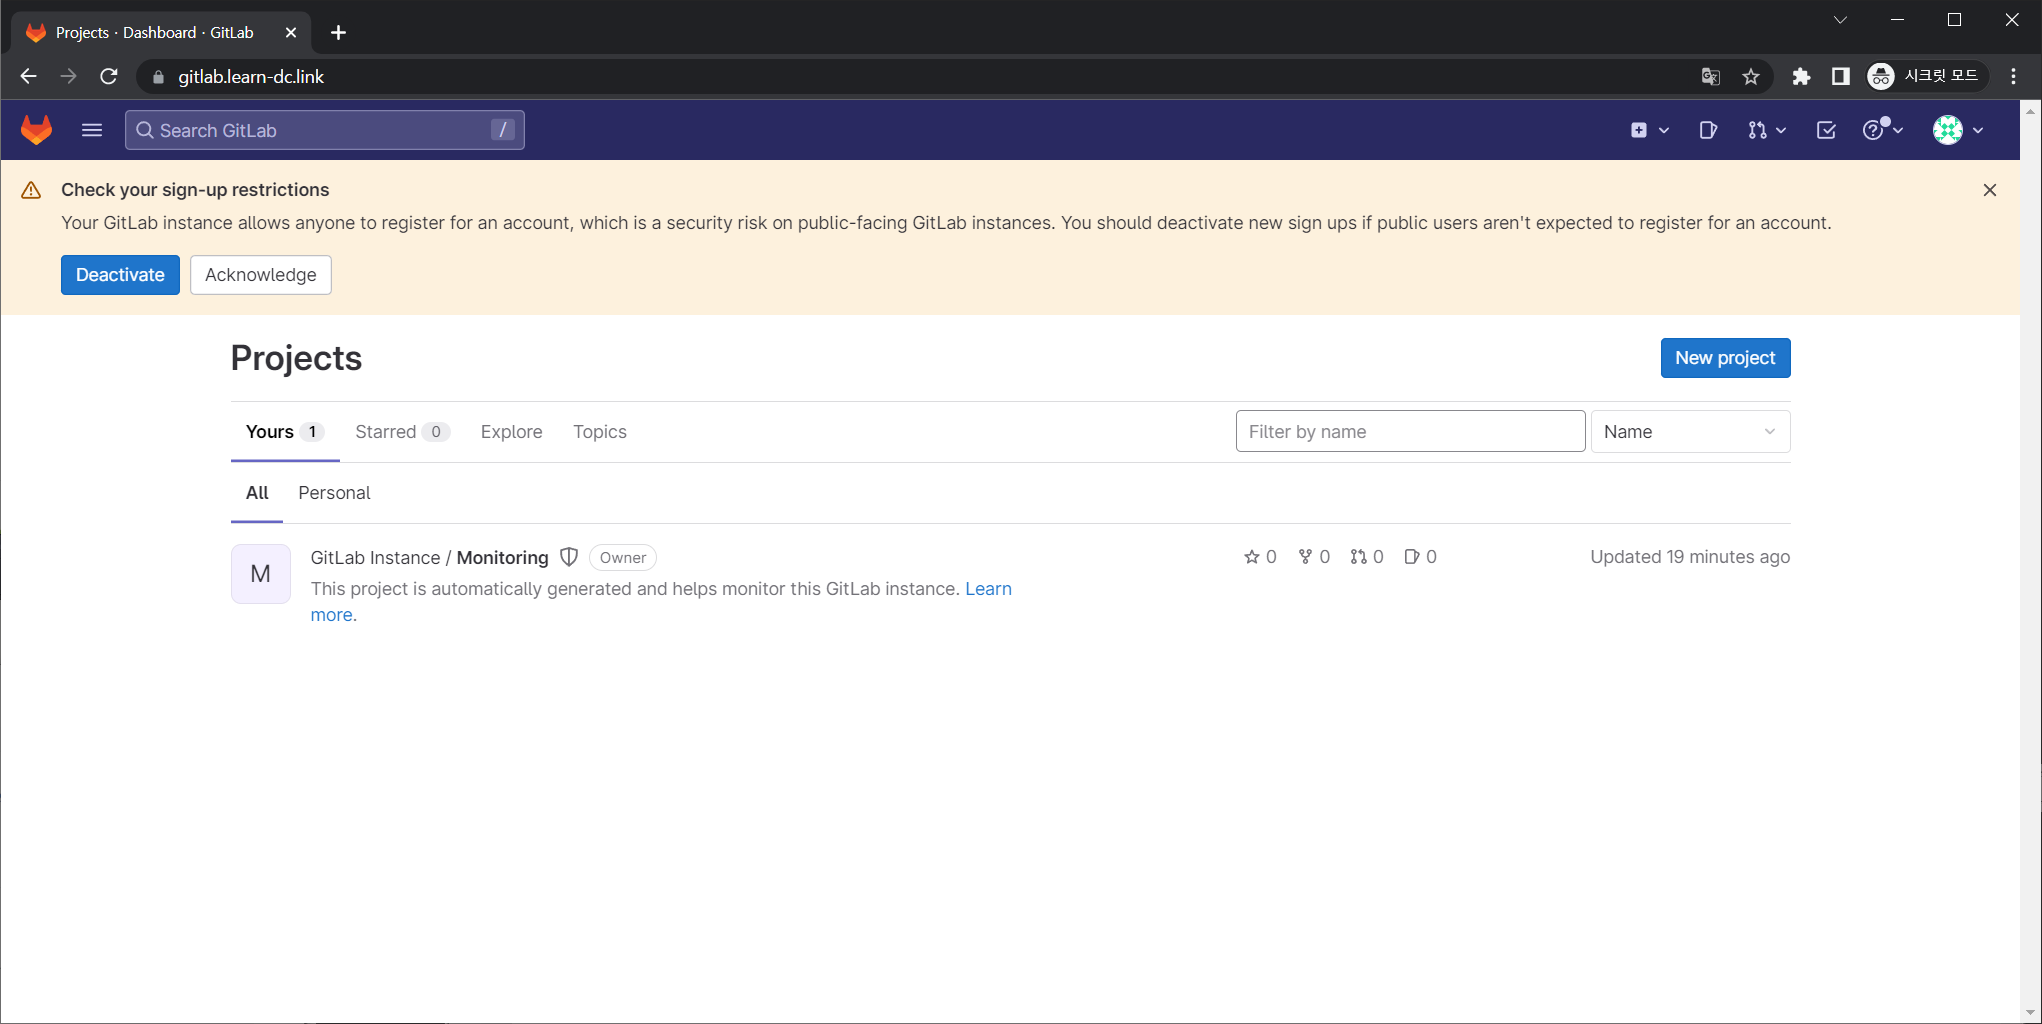 Projects · Dashboard · GitLab
gitlab.learn-dc.link
시크릿 모드
Search GitLab /
Check your sign-up restrictions
Your GitLab instance allows anyone to register for an account, which is a security risk on public-facing GitLab instances. You should deactivate new sign ups if public users aren't expected to register for an account.
Deactivate Acknowledge
Projects
New project
Yours 1 Starred 0 Explore Topics
Filter by name
Name
All Personal
M
GitLab Instance / Monitoring Owner
0 0 0 0
Updated 19 minutes ago
This project is automatically generated and helps monitor this GitLab instance. Learn
more.